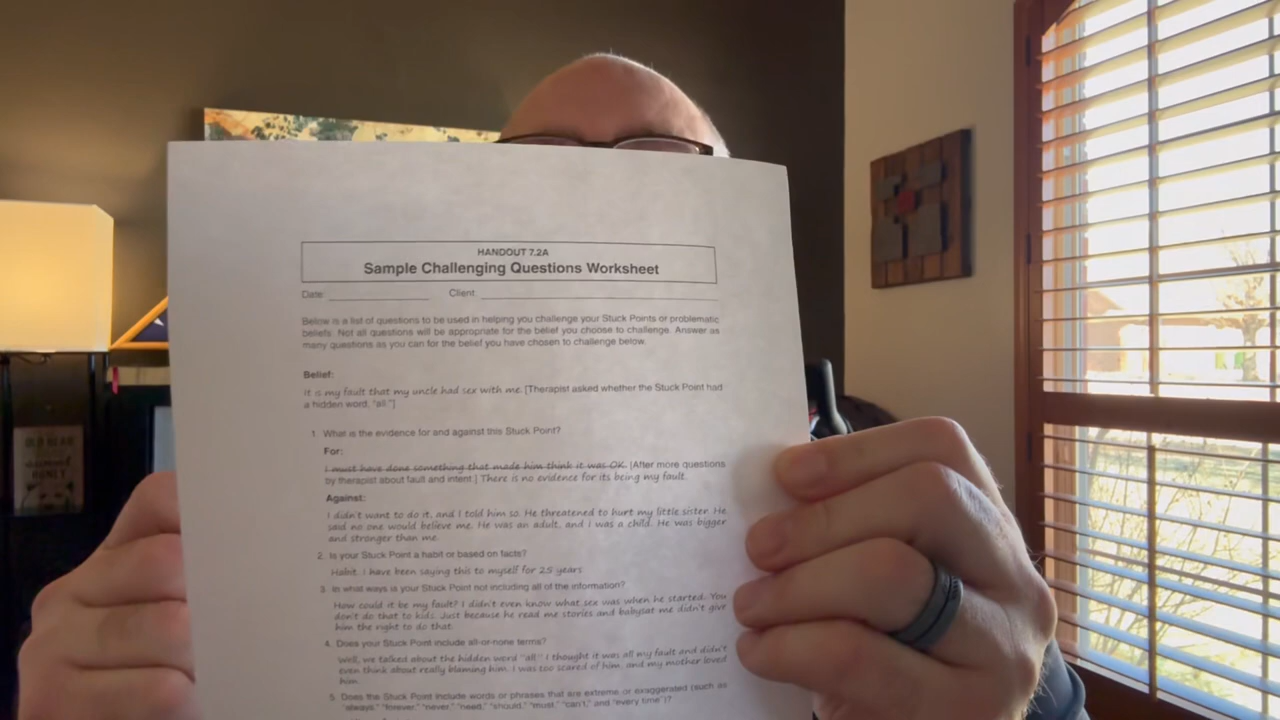 HANDOUT 7.2A
Sample Challenging Questions Worksheet
Date: Client:
Below is a list of questions to be used in helping you challenge your Stuck Points or problematic
beliefs. Not all questions will be appropriate for the belief you choose to challenge. Answer as
many questions as you can for the belief you have chosen to challenge below.
Belief:
It is my fault that my uncle had sex with me. [Therapist asked whether the Stuck Point had
a hidden word, "all."]
1. What is the evidence for and against this Stuck Point?
For:
I must have done something that made him think it was OK. [After more questions
by therapist about fault and intent.] There is no evidence for its being my fault.
Against:
I didn't want to do it, and I told him so. He threatened to hurt my little sister. He
said no one would believe me. He was an adult, and I was a child. He was bigger
and stronger than me.
2. Is your Stuck Point a habit or based on facts?
Habit. I have been saying this to myself for 25 years.
3. In what ways is your Stuck Point not including all of the information?
How could it be my fault? I didn't even know what sex was when he started. You
don't do that to kids. Just because he read me stories and babysat me didn't give
him the right to do that.
4. Does your Stuck Point include all-or-none terms?
Well, we talked about the hidden word "all." I thought it was all my fault and didn't
even think about really blaming him. I was too scared of him, and my mother loved
him.
5. Does the Stuck Point include words or phrases that are extreme or exaggerated (such as
"always," "forever," "never," "need," "should," "must," "can't," and "every time")?
OLD BEAR
HONEY